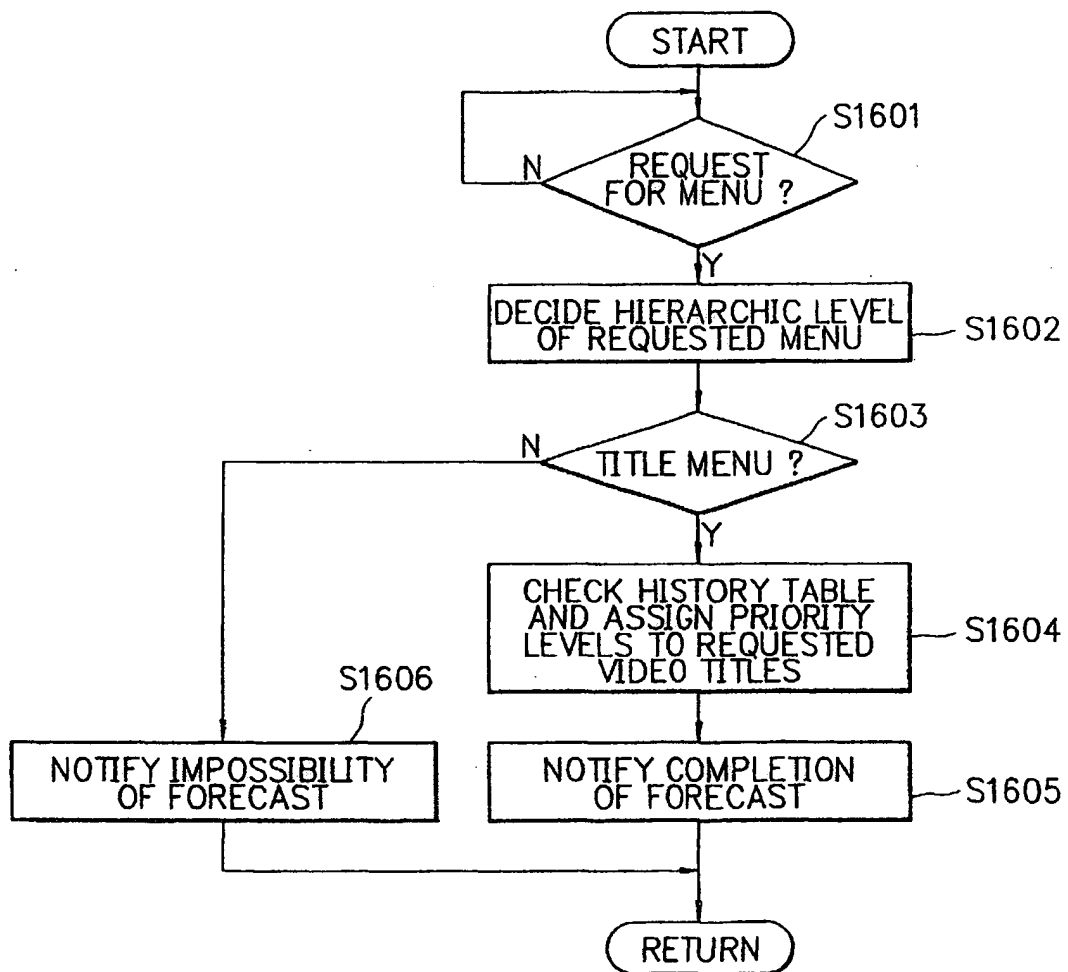 START
S1601
N
REQUEST
FOR MENU ?
Y
DECIDE HIERARCHIC LEVEL
OF REQUESTED MENU
S1602
S1603
N
TITLE MENU ?
Y
CHECK HISTORY TABLE
AND ASSIGN PRIORITY
LEVELS TO REQUESTED
VIDEO TITLES
S1604
S1606
NOTIFY IMPOSSIBILITY
OF FORECAST
NOTIFY COMPLETION
OF FORECAST
S1605
RETURN